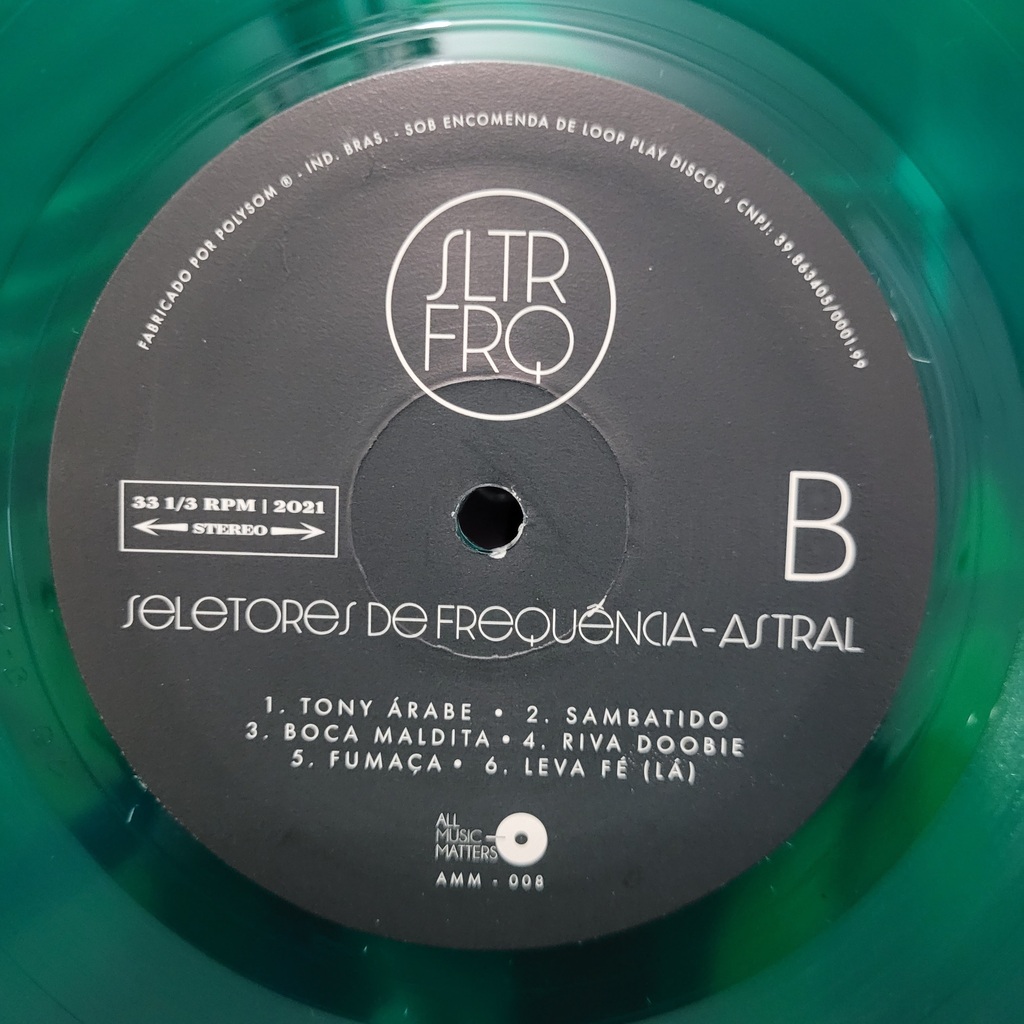 FABRICADO POR POLYSOM ® - IND. BRAS. - SOB ENCOMENDA DE LOOP PLAY DISCOS , CNPJ: 39.863405/0001.99
SLTR
FRQ
33 1/3 RPM | 2021
STEREO
B
SELETORES DE FREQUÊNCIA - ASTRAL
1. TONY ÁRABE • 2. SAMBATIDO
3. BOCA MALDITA • 4. RIVA DOOBIE
5. FUMAÇA • 6. LEVA FÉ (LÁ)
ALL
MUSIC
MATTERS
AMM - 008